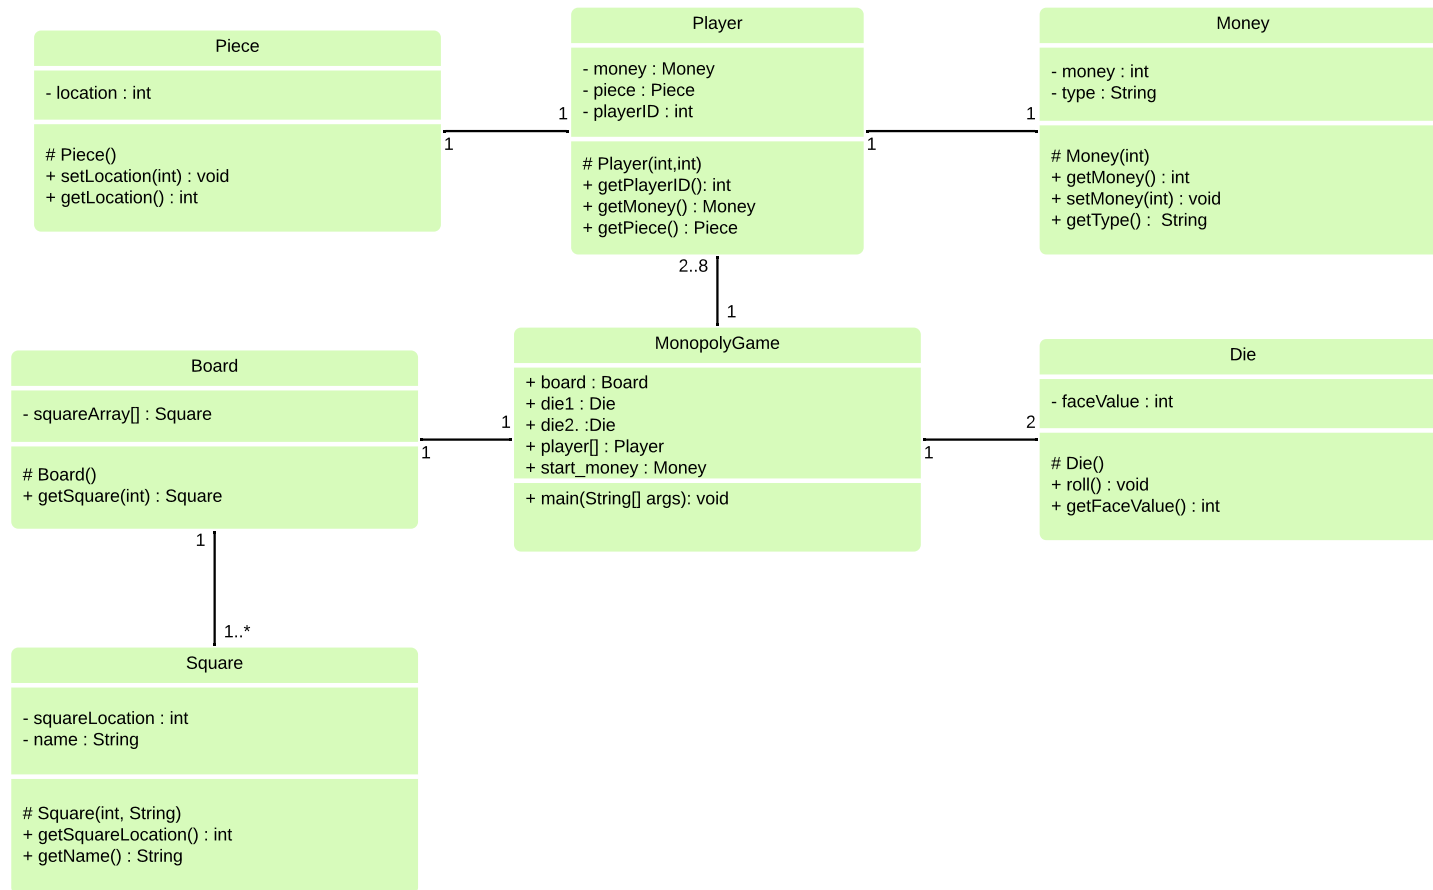 Piece
- location : int
# Piece()
+ setLocation(int) : void
+ getLocation() : int
1
1
Player
- money : Money
- piece : Piece
- playerID : int
# Player(int,int)
+ getPlayerID(): int
+ getMoney() : Money
+ getPiece() : Piece
1
1
Money
- money : int
- type : String
# Money(int)
+ getMoney() : int
+ setMoney(int) : void
+ getType() :  String
2..8
1
Board
- squareArray[] : Square
# Board()
+ getSquare(int) : Square
1
1
MonopolyGame
+ board : Board
+ die1 : Die
+ die2. :Die
+ player[] : Player
+ start_money : Money
+ main(String[] args): void
2
1
Die
- faceValue : int
# Die()
+ roll() : void
+ getFaceValue() : int
1
1..*
Square
- squareLocation : int
- name : String
# Square(int, String)
+ getSquareLocation() : int
+ getName() : String